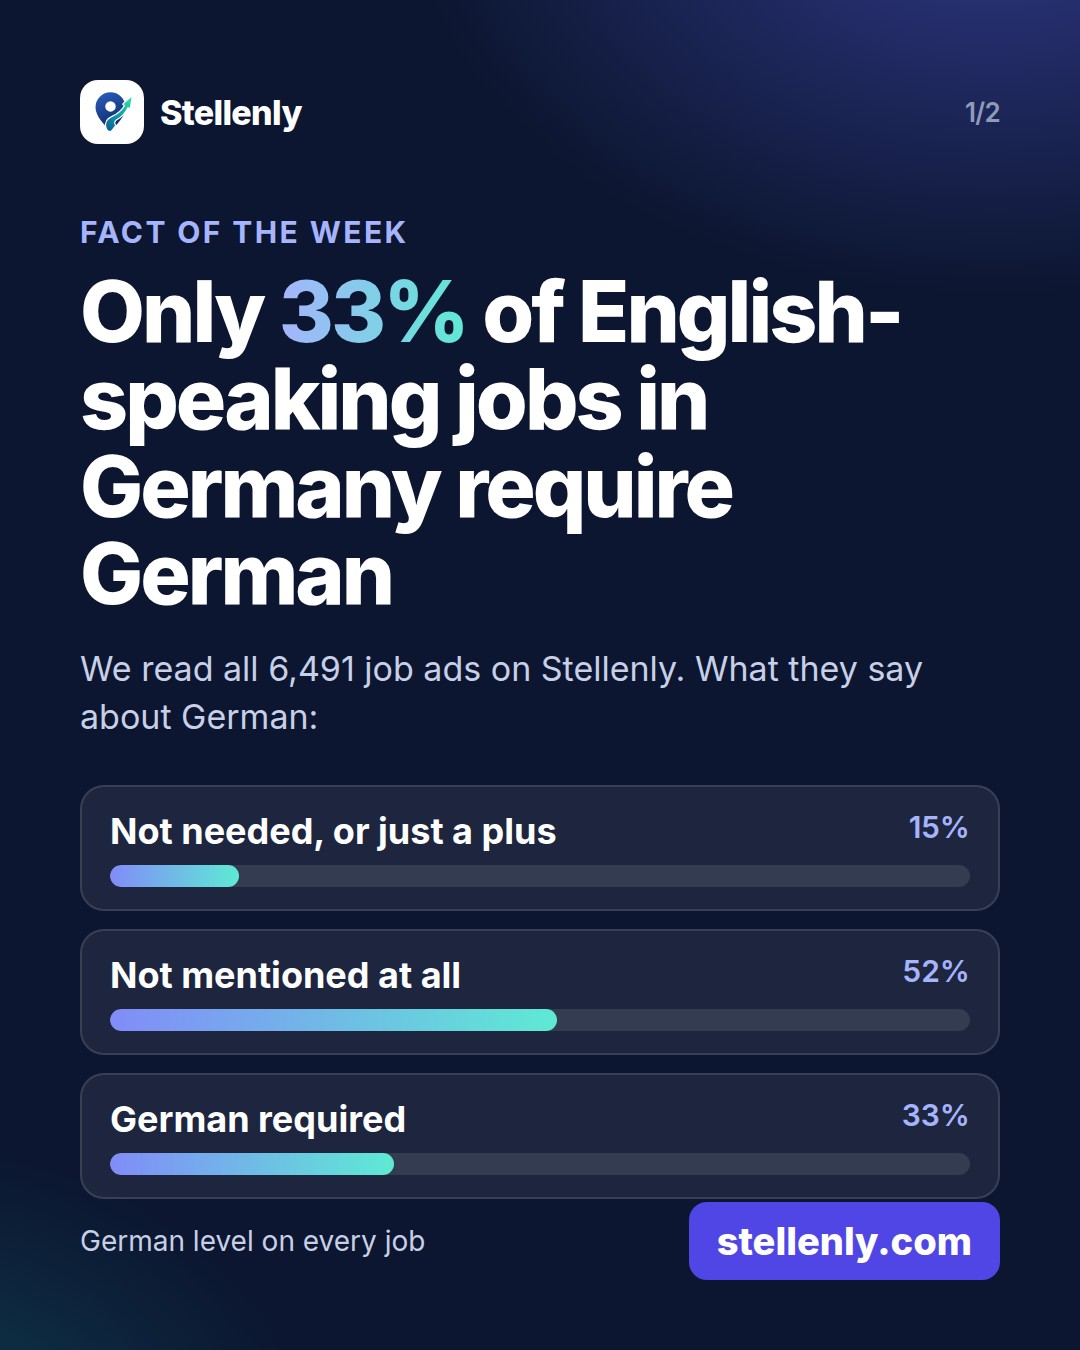 Stellenly
1/2
FACT OF THE WEEK
Only 33% of English-
speaking jobs in
Germany require
German
We read all 6,491 job ads on Stellenly. What they say
about German:
Not needed, or just a plus
15%
Not mentioned at all
52%
German required
33%
German level on every job
stellenly.com